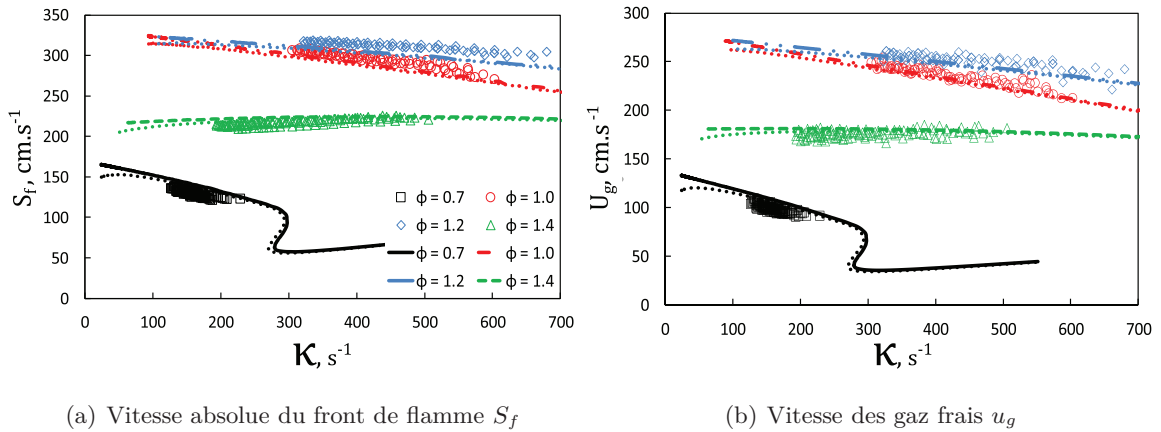 350
300
250
200
150
100
50
0
S_f, cm.s⁻¹
0 100 200 300 400 500 600 700
K, s⁻¹
ϕ = 0.7 ϕ = 1.0
ϕ = 1.2 ϕ = 1.4
ϕ = 0.7 ϕ = 1.0
ϕ = 1.2 ϕ = 1.4
(a) Vitesse absolue du front de flamme S_f
300
250
200
150
100
50
0
U_g, cm.s⁻¹
0 100 200 300 400 500 600 700
K, s⁻¹
(b) Vitesse des gaz frais u_g